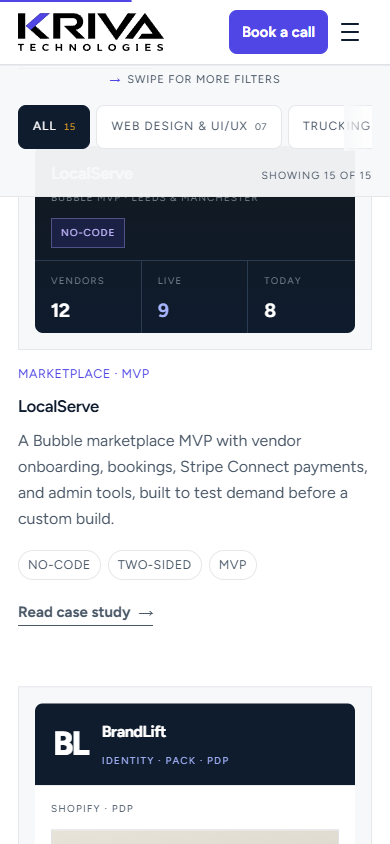 KRIVA
TECHNOLOGIES
Book a call
→ SWIPE FOR MORE FILTERS
ALL 15
WEB DESIGN & UI/UX 07
TRUCKING
LocalServe
SHOWING 15 OF 15
BUBBLE MVP · LEEDS & MANCHESTER
NO-CODE
VENDORS LIVE TODAY
12 9 8
MARKETPLACE · MVP
LocalServe
A Bubble marketplace MVP with vendor
onboarding, bookings, Stripe Connect payments,
and admin tools, built to test demand before a
custom build.
NO-CODE TWO-SIDED MVP
Read case study →
BL
BrandLift
IDENTITY · PACK · PDP
SHOPIFY · PDP